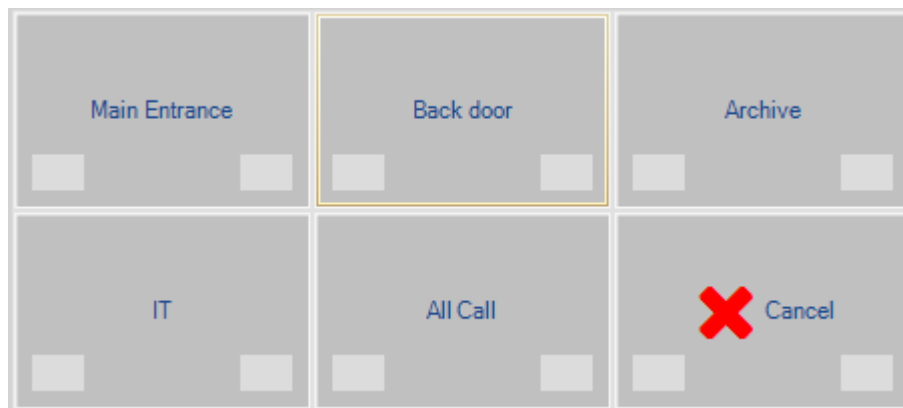 Main Entrance
Back door
Archive
IT
All Call
Cancel